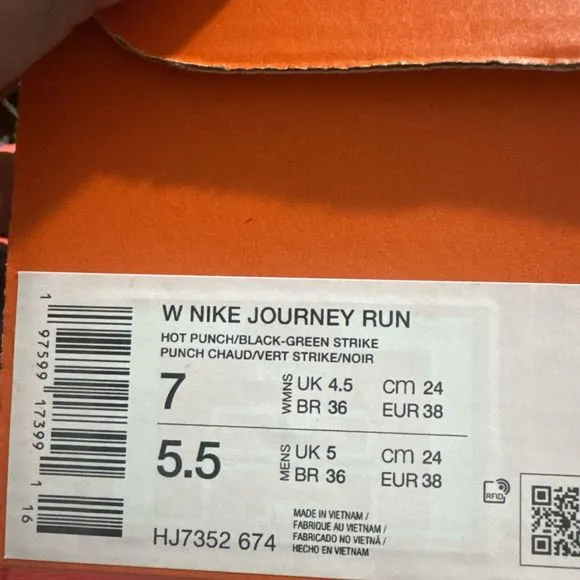 W NIKE JOURNEY RUN
HOT PUNCH/BLACK-GREEN STRIKE
PUNCH CHAUD/VERT STRIKE/NOIR
7
WMNS
UK 4.5 cm 24
BR 36 EUR 38
5.5
MENS
UK 5 cm 24
BR 36 EUR 38
HJ7352 674
MADE IN VIETNAM /
FABRIQUE AU VIETNAM /
FABRICADO NO VIETNÃ /
HECHO EN VIETNAM
RFID
1 97599 17399 1 16